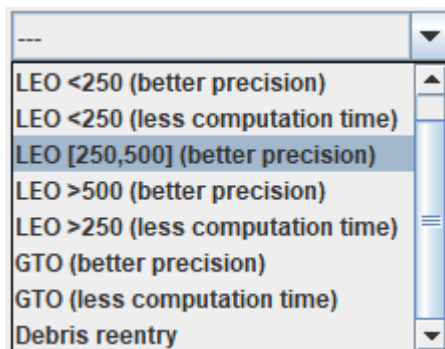 ---
LEO <250 (better precision)
LEO <250 (less computation time)
LEO [250,500] (better precision)
LEO >500 (better precision)
LEO >250 (less computation time)
GTO (better precision)
GTO (less computation time)
Debris reentry